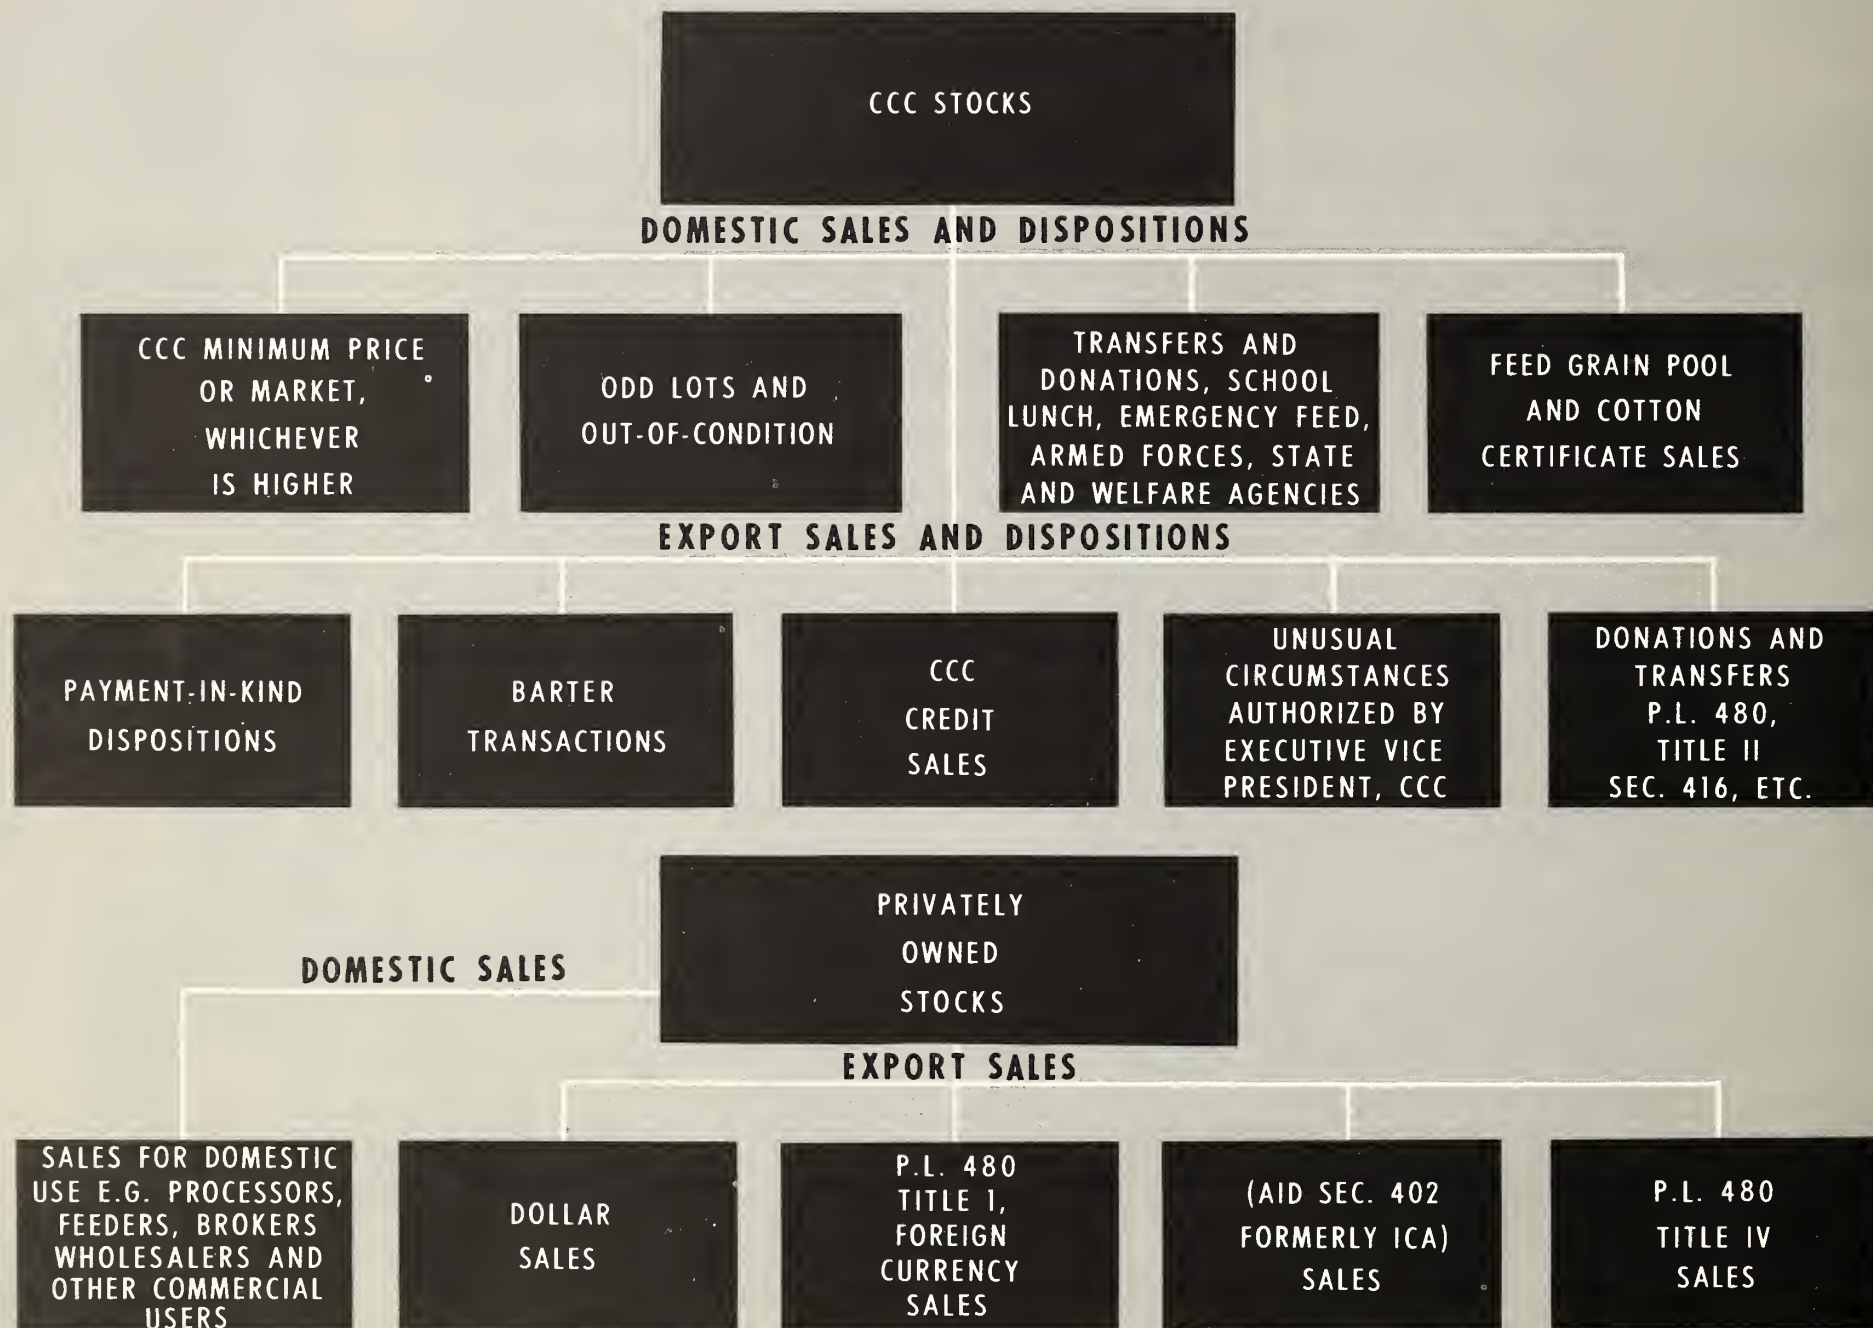 CCC STOCKS
DOMESTIC SALES AND DISPOSITIONS
CCC MINIMUM PRICE
OR MARKET,
WHICHEVER
IS HIGHER
ODD LOTS AND
OUT-OF-CONDITION
TRANSFERS AND
DONATIONS, SCHOOL
LUNCH, EMERGENCY FEED,
ARMED FORCES, STATE
AND WELFARE AGENCIES
FEED GRAIN POOL
AND COTTON
CERTIFICATE SALES
EXPORT SALES AND DISPOSITIONS
PAYMENT-IN-KIND
DISPOSITIONS
BARTER
TRANSACTIONS
CCC
CREDIT
SALES
UNUSUAL
CIRCUMSTANCES
AUTHORIZED BY
EXECUTIVE VICE
PRESIDENT, CCC
DONATIONS AND
TRANSFERS
P.L. 480,
TITLE II
SEC. 416, ETC.
PRIVATELY
OWNED
STOCKS
DOMESTIC SALES
EXPORT SALES
SALES FOR DOMESTIC
USE E.G. PROCESSORS,
FEEDERS, BROKERS
WHOLESALERS AND
OTHER COMMERCIAL
USERS
DOLLAR
SALES
P.L. 480
TITLE I,
FOREIGN
CURRENCY
SALES
(AID SEC. 402
FORMERLY ICA)
SALES
P.L. 480
TITLE IV
SALES